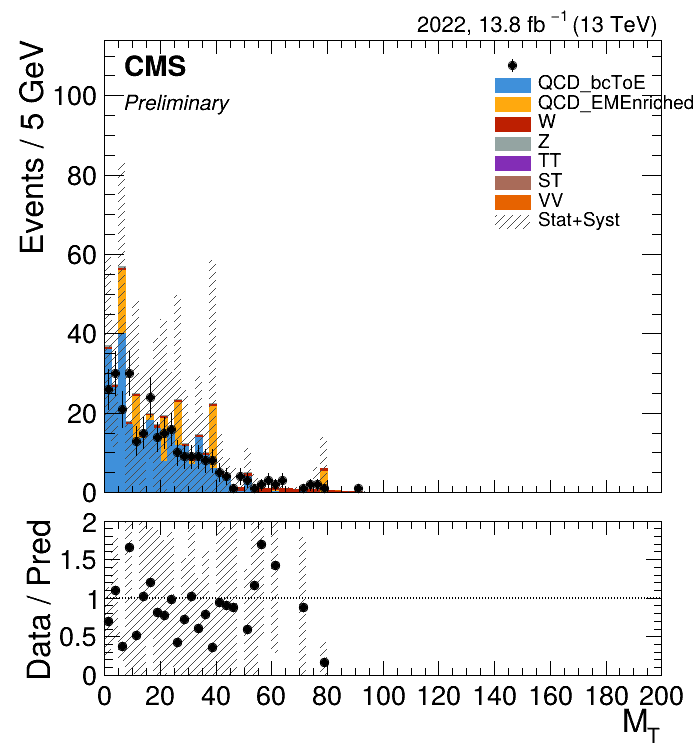 2022, 13.8 fb⁻¹ (13 TeV)
CMS
Preliminary
QCD_bcToE
QCD_EMEnriched
W
Z
TT
ST
VV
Stat+Syst
Events / 5 GeV
100
80
60
40
20
0
Data / Pred
2
1.5
1
0.5
0
0 20 40 60 80 100 120 140 160 180 200
M_T